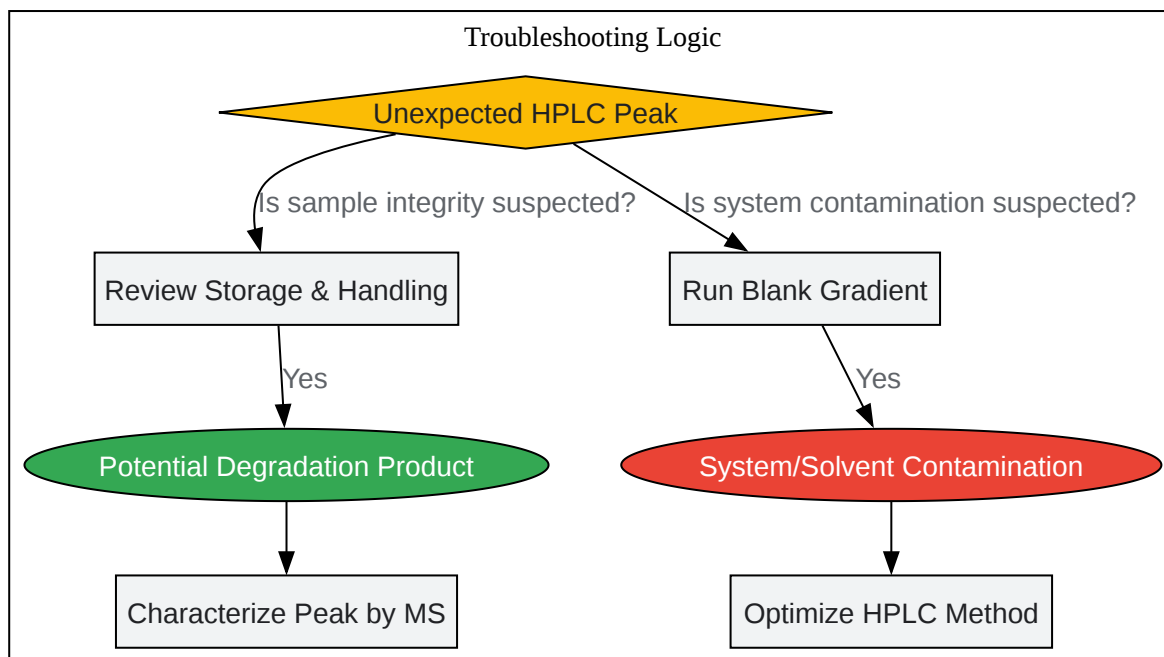 Troubleshooting Logic
Unexpected HPLC Peak
Is sample integrity suspected?
Is system contamination suspected?
Review Storage & Handling
Run Blank Gradient
Yes
Yes
Potential Degradation Product
System/Solvent Contamination
Characterize Peak by MS
Optimize HPLC Method